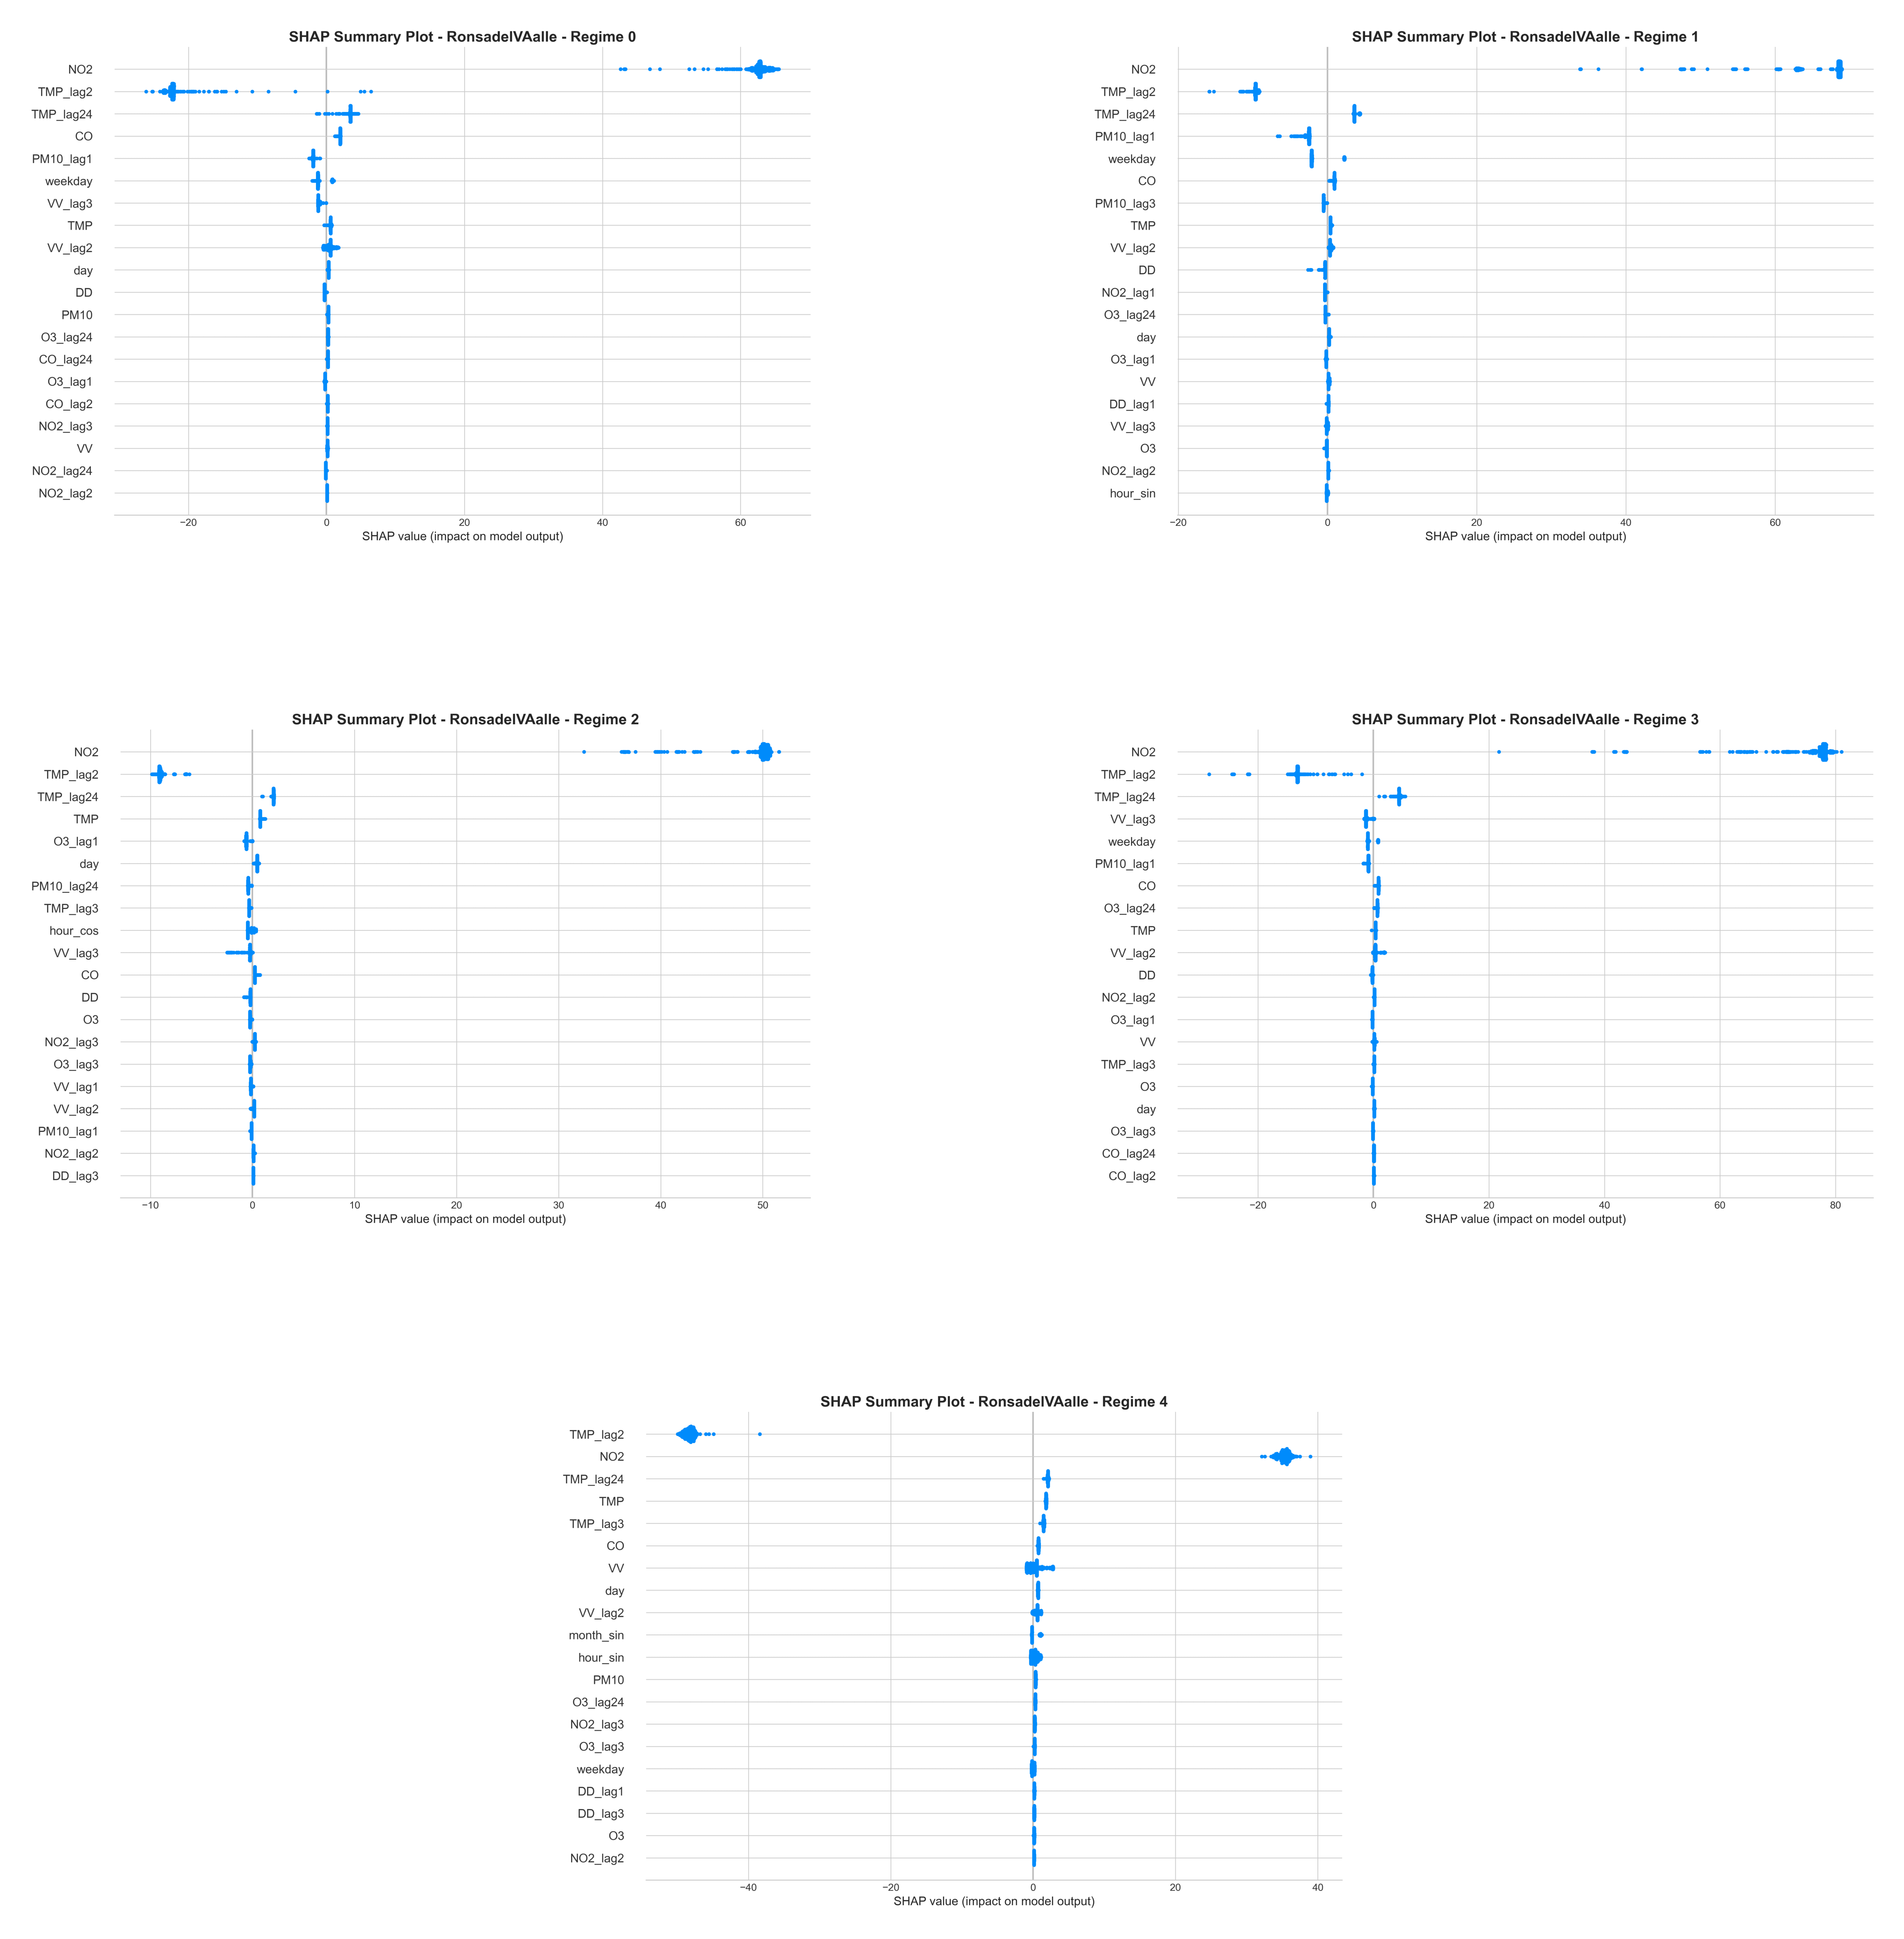 SHAP Summary Plot - RonsadelVAalle - Regime 0
NO2
TMP_lag2
TMP_lag24
CO
PM10_lag1
weekday
VV_lag3
TMP
VV_lag2
day
DD
PM10
O3_lag24
CO_lag24
O3_lag1
CO_lag2
NO2_lag3
VV
NO2_lag24
NO2_lag2
−20 0 20 40 60
SHAP value (impact on model output)
SHAP Summary Plot - RonsadelVAalle - Regime 1
NO2
TMP_lag2
TMP_lag24
PM10_lag1
weekday
CO
PM10_lag3
TMP
VV_lag2
DD
NO2_lag1
O3_lag24
day
O3_lag1
VV
DD_lag1
VV_lag3
O3
NO2_lag2
hour_sin
−20 0 20 40 60
SHAP value (impact on model output)
SHAP Summary Plot - RonsadelVAalle - Regime 2
NO2
TMP_lag2
TMP_lag24
TMP
O3_lag1
day
PM10_lag24
TMP_lag3
hour_cos
VV_lag3
CO
DD
O3
NO2_lag3
O3_lag3
VV_lag1
VV_lag2
PM10_lag1
NO2_lag2
DD_lag3
−10 0 10 20 30 40 50
SHAP value (impact on model output)
SHAP Summary Plot - RonsadelVAalle - Regime 3
NO2
TMP_lag2
TMP_lag24
VV_lag3
weekday
PM10_lag1
CO
O3_lag24
TMP
VV_lag2
DD
NO2_lag2
O3_lag1
VV
TMP_lag3
O3
day
O3_lag3
CO_lag24
CO_lag2
−20 0 20 40 60 80
SHAP value (impact on model output)
SHAP Summary Plot - RonsadelVAalle - Regime 4
TMP_lag2
NO2
TMP_lag24
TMP
TMP_lag3
CO
VV
day
VV_lag2
month_sin
hour_sin
PM10
O3_lag24
NO2_lag3
O3_lag3
weekday
DD_lag1
DD_lag3
O3
NO2_lag2
−40 −20 0 20 40
SHAP value (impact on model output)